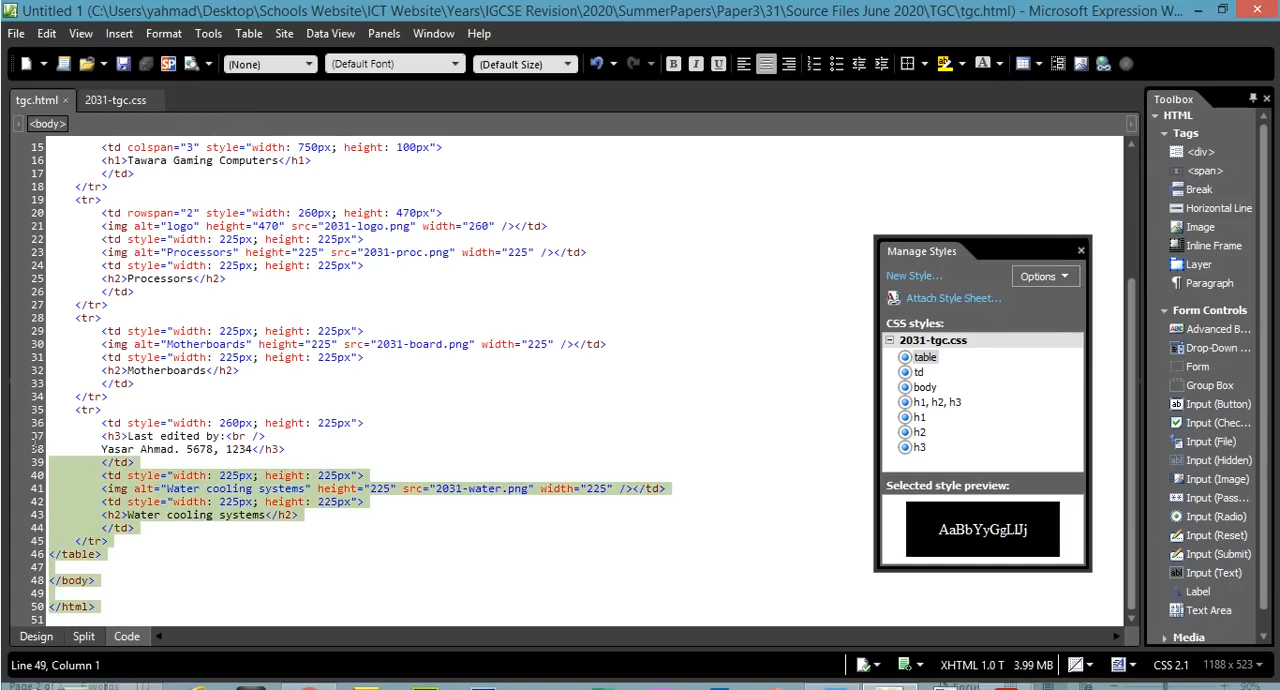 Untitled 1 (C:\Users\yahmad\Desktop\Schools Website\ICT Website\Years\IGCSE Revision\2020\SummerPapers\Paper3\31\Source Files June 2020\TGC\tgc.html) - Microsoft Expression W...
File Edit View Insert Format Tools Table Site Data View Panels Window Help
(None) (Default Font) (Default Size)
tgc.html 2031-tgc.css
<body>
15 <td colspan="3" style="width: 750px; height: 100px">
16 <h1>Tawara Gaming Computers</h1>
17 </td>
18 </tr>
19 <tr>
20 <td rowspan="2" style="width: 260px; height: 470px">
21 <img alt="logo" height="470" src="2031-logo.png" width="260" /></td>
22 <td style="width: 225px; height: 225px">
23 <img alt="Processors" height="225" src="2031-proc.png" width="225" /></td>
24 <td style="width: 225px; height: 225px">
25 <h2>Processors</h2>
26 </td>
27 </tr>
28 <tr>
29 <td style="width: 225px; height: 225px">
30 <img alt="Motherboards" height="225" src="2031-board.png" width="225" /></td>
31 <td style="width: 225px; height: 225px">
32 <h2>Motherboards</h2>
33 </td>
34 </tr>
35 <tr>
36 <td style="width: 260px; height: 225px">
37 <h3>Last edited by:<br />
38 Yasar Ahmad. 5678, 1234</h3>
39 </td>
40 <td style="width: 225px; height: 225px">
41 <img alt="Water cooling systems" height="225" src="2031-water.png" width="225" /></td>
42 <td style="width: 225px; height: 225px">
43 <h2>Water cooling systems</h2>
44 </td>
45 </tr>
46 </table>
47
48 </body>
49
50 </html>
51
Manage Styles
New Style...
Options
Attach Style Sheet...
CSS styles:
2031-tgc.css
table
td
body
h1, h2, h3
h1
h2
h3
Selected style preview:
AaBbYyGgLlJj
Toolbox
HTML
Tags
<div>
<span>
Break
Horizontal Line
Image
Inline Frame
Layer
Paragraph
Form Controls
Advanced B...
Drop-Down ...
Form
Group Box
Input (Button)
Input (Chec...
Input (File)
Input (Hidden)
Input (Image)
Input (Pass...
Input (Radio)
Input (Reset)
Input (Submit)
Input (Text)
Label
Text Area
Media
Design Split Code
Line 49, Column 1 XHTML 1.0 T 3.99 MB CSS 2.1 1188 x 523